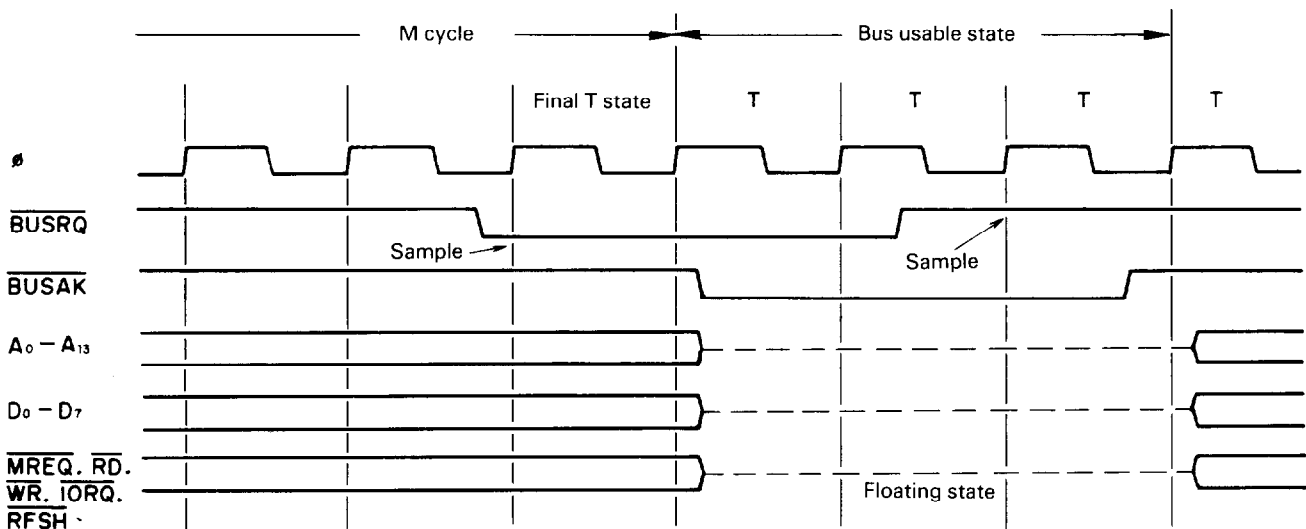 M cycle
Bus usable state
Final T state T T T T
ø
BUSRQ
Sample
Sample
BUSAK
A₀ – A₁₃
D₀ – D₇
MREQ. RD.
WR. IORQ.
RFSH
Floating state